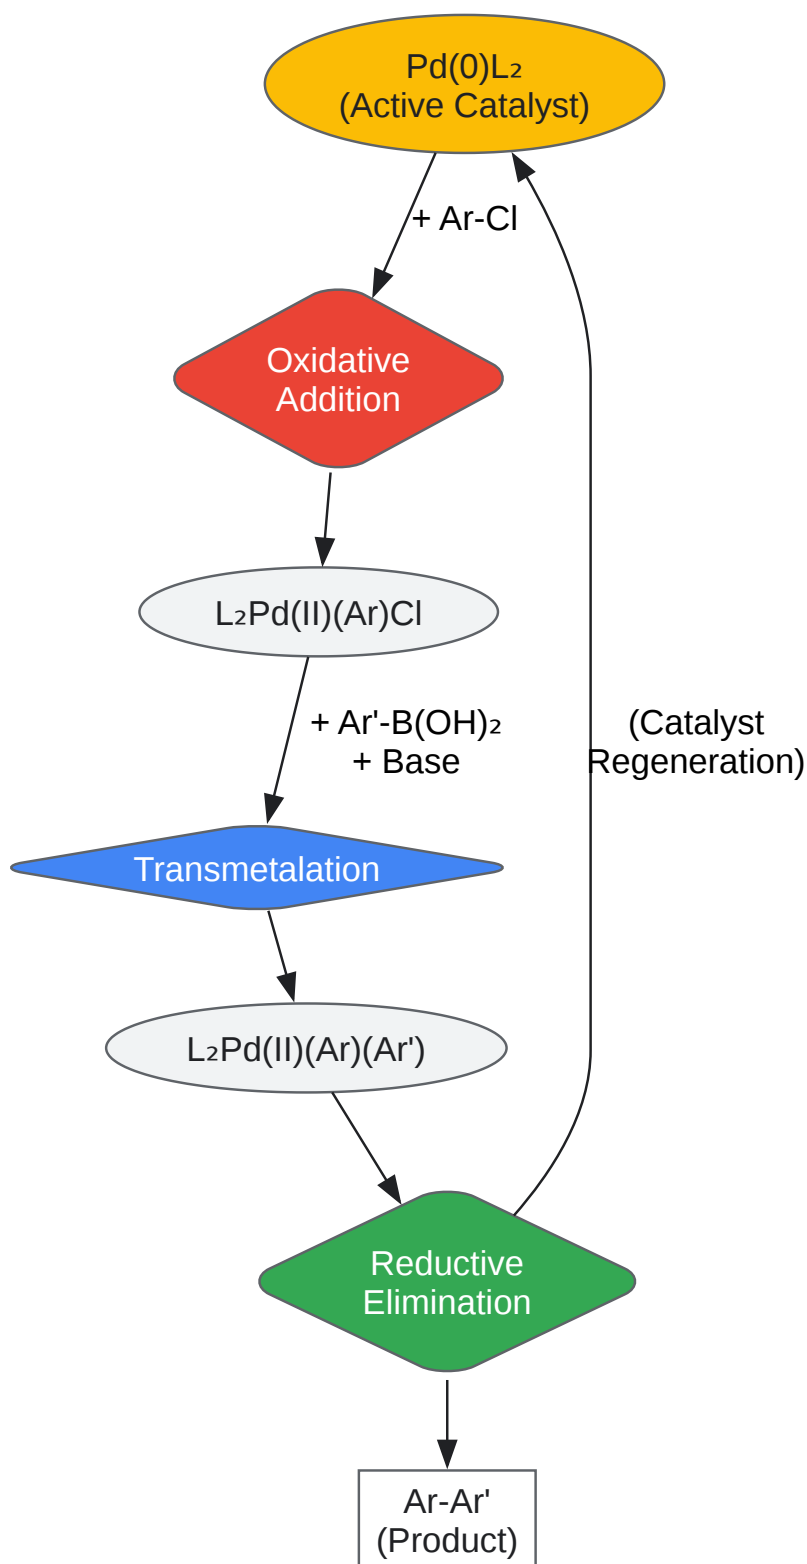 Pd(0)L₂
(Active Catalyst)
+ Ar-Cl
Oxidative
Addition
L₂Pd(II)(Ar)Cl
+ Ar'-B(OH)₂
+ Base
(Catalyst
Regeneration)
Transmetalation
L₂Pd(II)(Ar)(Ar')
Reductive
Elimination
Ar-Ar'
(Product)